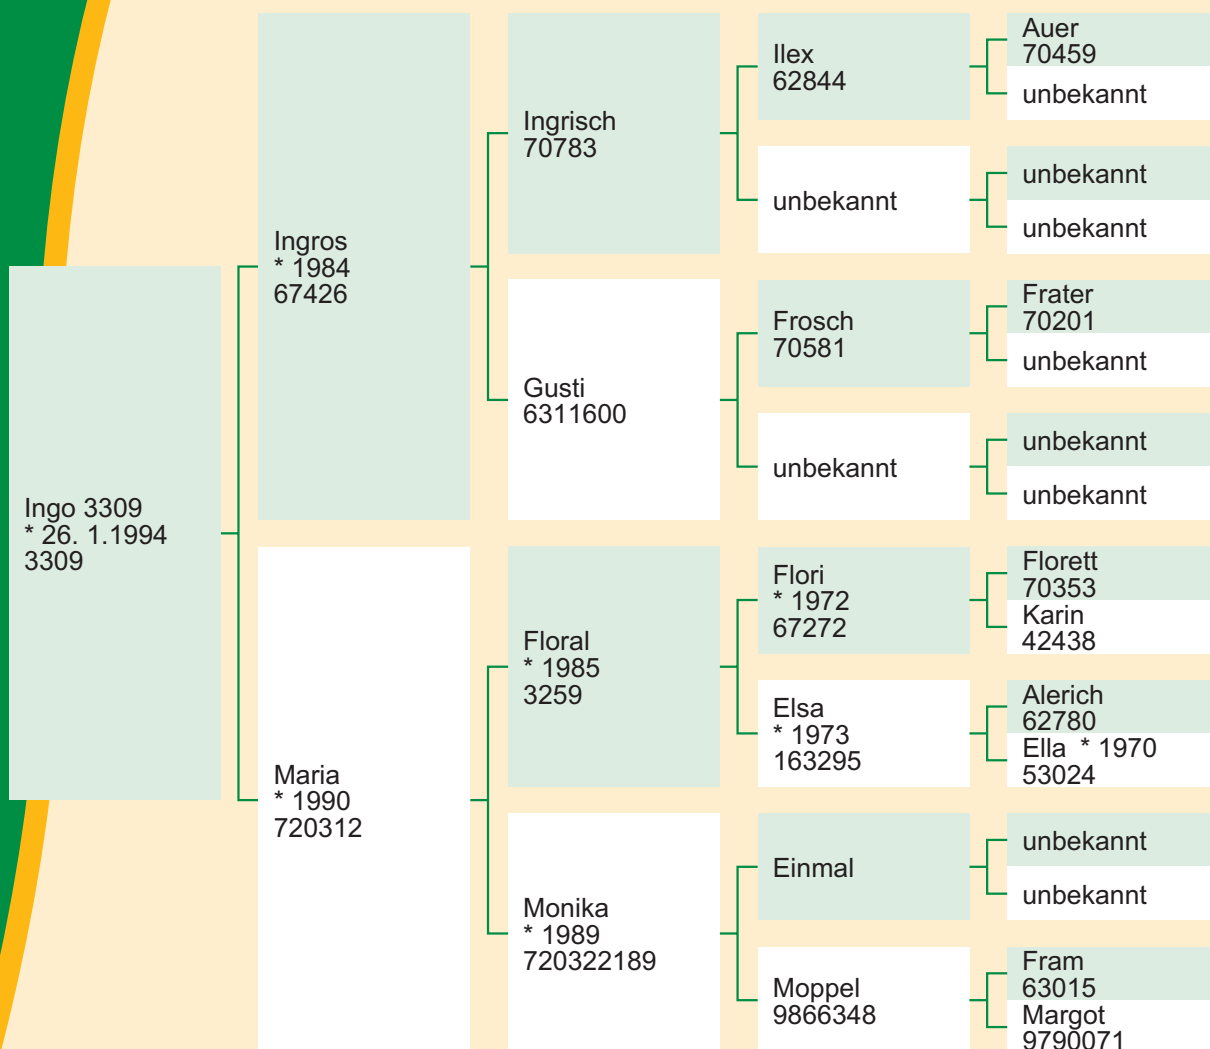 Ingo 3309
* 26. 1.1994
3309
Ingros
* 1984
67426
Maria
* 1990
720312
Ingrisch
70783
Gusti
6311600
Floral
* 1985
3259
Monika
* 1989
720322189
Ilex
62844
unbekannt
Frosch
70581
unbekannt
Flori
* 1972
67272
Elsa
* 1973
163295
Einmal
Moppel
9866348
Auer
70459
unbekannt
unbekannt
unbekannt
Frater
70201
unbekannt
unbekannt
unbekannt
Florett
70353
Karin
42438
Alerich
62780
Ella * 1970
53024
unbekannt
unbekannt
Fram
63015
Margot
9790071